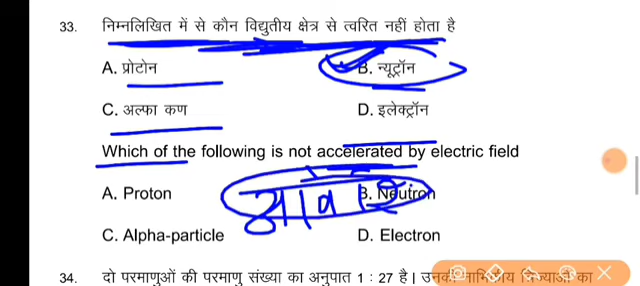 33. निम्नलिखित में से कौन विद्युतीय क्षेत्र से त्वरित नहीं होता है
A. प्रोटोन B. न्यूट्रॉन
C. अल्फा कण D. इलेक्ट्रॉन
Which of the following is not accelerated by electric field
A. Proton B. Neutron
C. Alpha-particle D. Electron
34. दो परमाणुओं की परमाणु संख्या का अनुपात 1 : 27 है| उनकी नाभिकीय त्रिज्याओं का